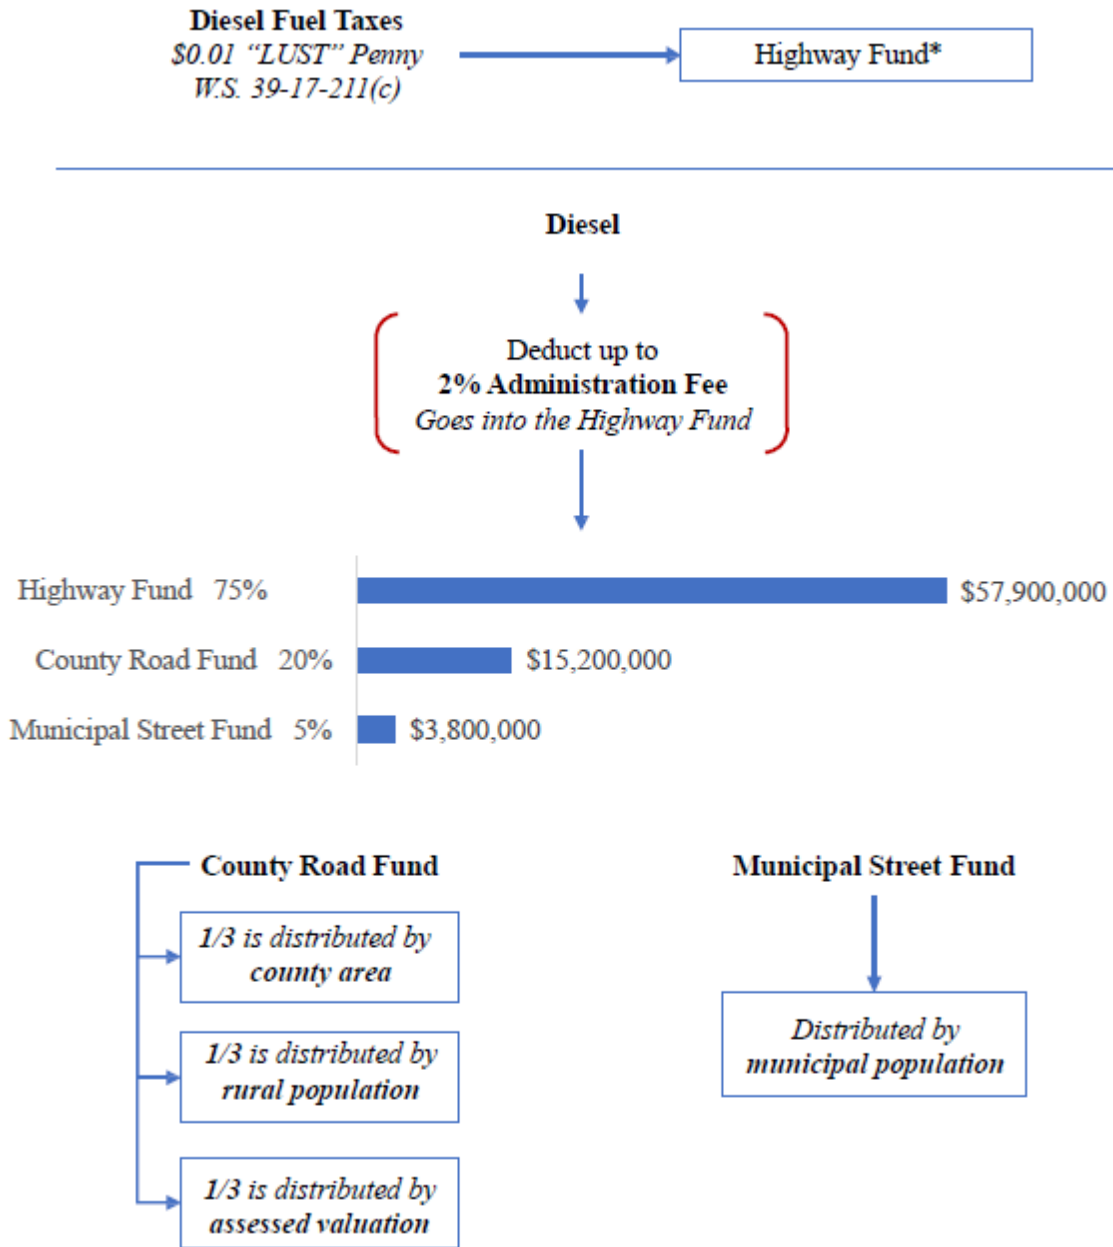 Diesel Fuel Taxes
$0.01 “LUST” Penny
W.S. 39-17-211(c)
Highway Fund*
Diesel
Deduct up to
2% Administration Fee
Goes into the Highway Fund
Highway Fund 75% $57,900,000
County Road Fund 20% $15,200,000
Municipal Street Fund 5% $3,800,000
County Road Fund
1/3 is distributed by
county area
1/3 is distributed by
rural population
1/3 is distributed by
assessed valuation
Municipal Street Fund
Distributed by
municipal population